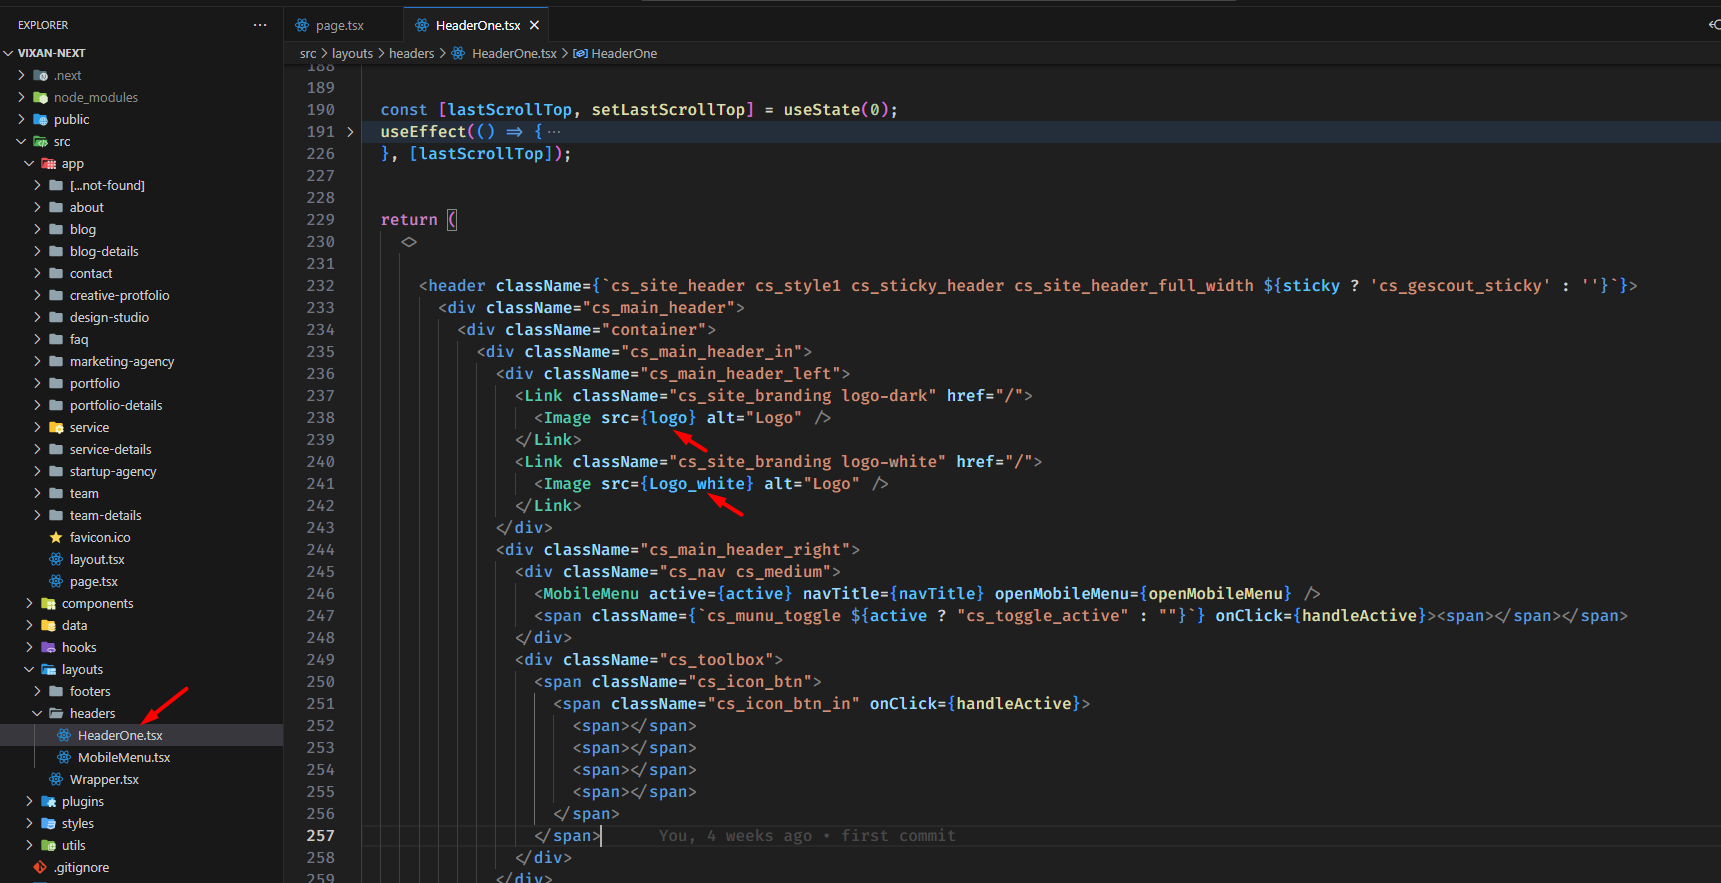 EXPLORER
page.tsx
HeaderOne.tsx
VIXAN-NEXT
src > layouts > headers > HeaderOne.tsx > HeaderOne
.next
node_modules
public
src
app
[...not-found]
about
blog
blog-details
contact
creative-protfolio
design-studio
faq
marketing-agency
portfolio
portfolio-details
service
service-details
startup-agency
team
team-details
favicon.ico
layout.tsx
page.tsx
components
data
hooks
layouts
footers
headers
HeaderOne.tsx
MobileMenu.tsx
Wrapper.tsx
plugins
styles
utils
.gitignore
188
189
190 const [lastScrollTop, setLastScrollTop] = useState(0);
191 useEffect(() => { ...
226 }, [lastScrollTop]);
227
228
229 return (
230 <>
231
232 <header className={`cs_site_header cs_style1 cs_sticky_header cs_site_header_full_width ${sticky ? 'cs_gescout_sticky' : ''}`}>
233 <div className="cs_main_header">
234 <div className="container">
235 <div className="cs_main_header_in">
236 <div className="cs_main_header_left">
237 <Link className="cs_site_branding logo-dark" href="/">
238 <Image src={logo} alt="Logo" />
239 </Link>
240 <Link className="cs_site_branding logo-white" href="/">
241 <Image src={Logo_white} alt="Logo" />
242 </Link>
243 </div>
244 <div className="cs_main_header_right">
245 <div className="cs_nav cs_medium">
246 <MobileMenu active={active} navTitle={navTitle} openMobileMenu={openMobileMenu} />
247 <span className={`cs_munu_toggle ${active ? "cs_toggle_active" : ""}`} onClick={handleActive}><span></span></span>
248 </div>
249 <div className="cs_toolbox">
250 <span className="cs_icon_btn">
251 <span className="cs_icon_btn_in" onClick={handleActive}>
252 <span></span>
253 <span></span>
254 <span></span>
255 <span></span>
256 </span>
257 </span> You, 4 weeks ago • first commit
258 </div>
259 </div>